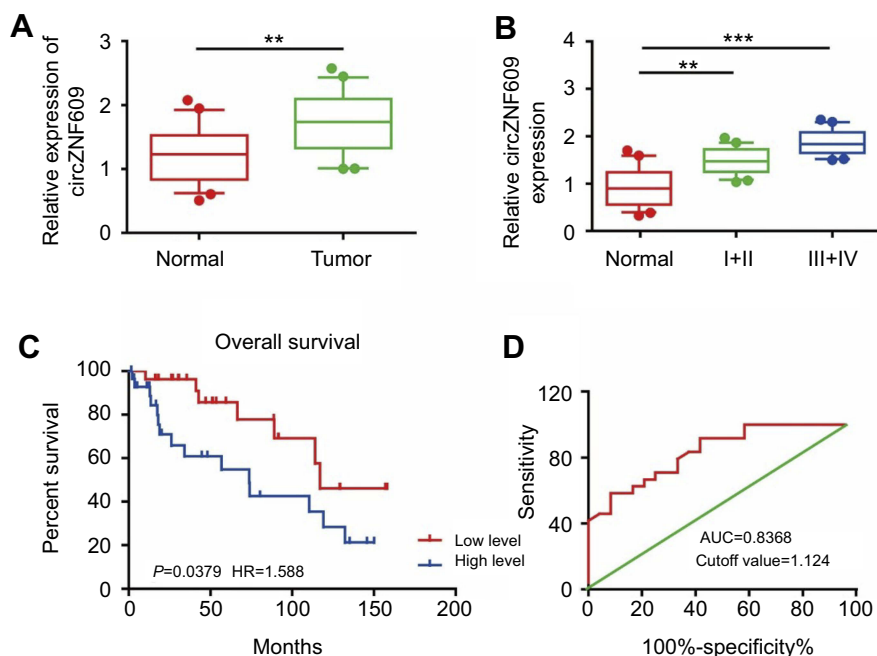 A
Relative expression of
circZNF609
3
2
1
0
**
Normal
Tumor
B
Relative circZNF609
expression
4
3
2
1
0
***
**
Normal
I+II
III+IV
C
Overall survival
Percent survival
100
80
60
40
20
0
Low level
High level
P=0.0379 HR=1.588
0
50
100
150
200
Months
D
Sensitivity
120
80
40
0
AUC=0.8368
Cutoff value=1.124
0
20
40
60
80
100
100%-specificity%